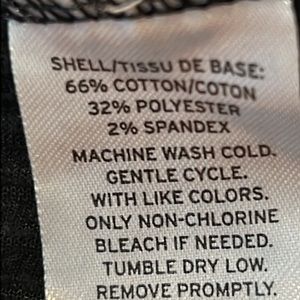 SHELL/TISSU DE BASE:
66% COTTON/COTON
32% POLYESTER
2% SPANDEX
MACHINE WASH COLD.
GENTLE CYCLE.
WITH LIKE COLORS.
ONLY NON-CHLORINE
BLEACH IF NEEDED.
TUMBLE DRY LOW.
REMOVE PROMPTLY.